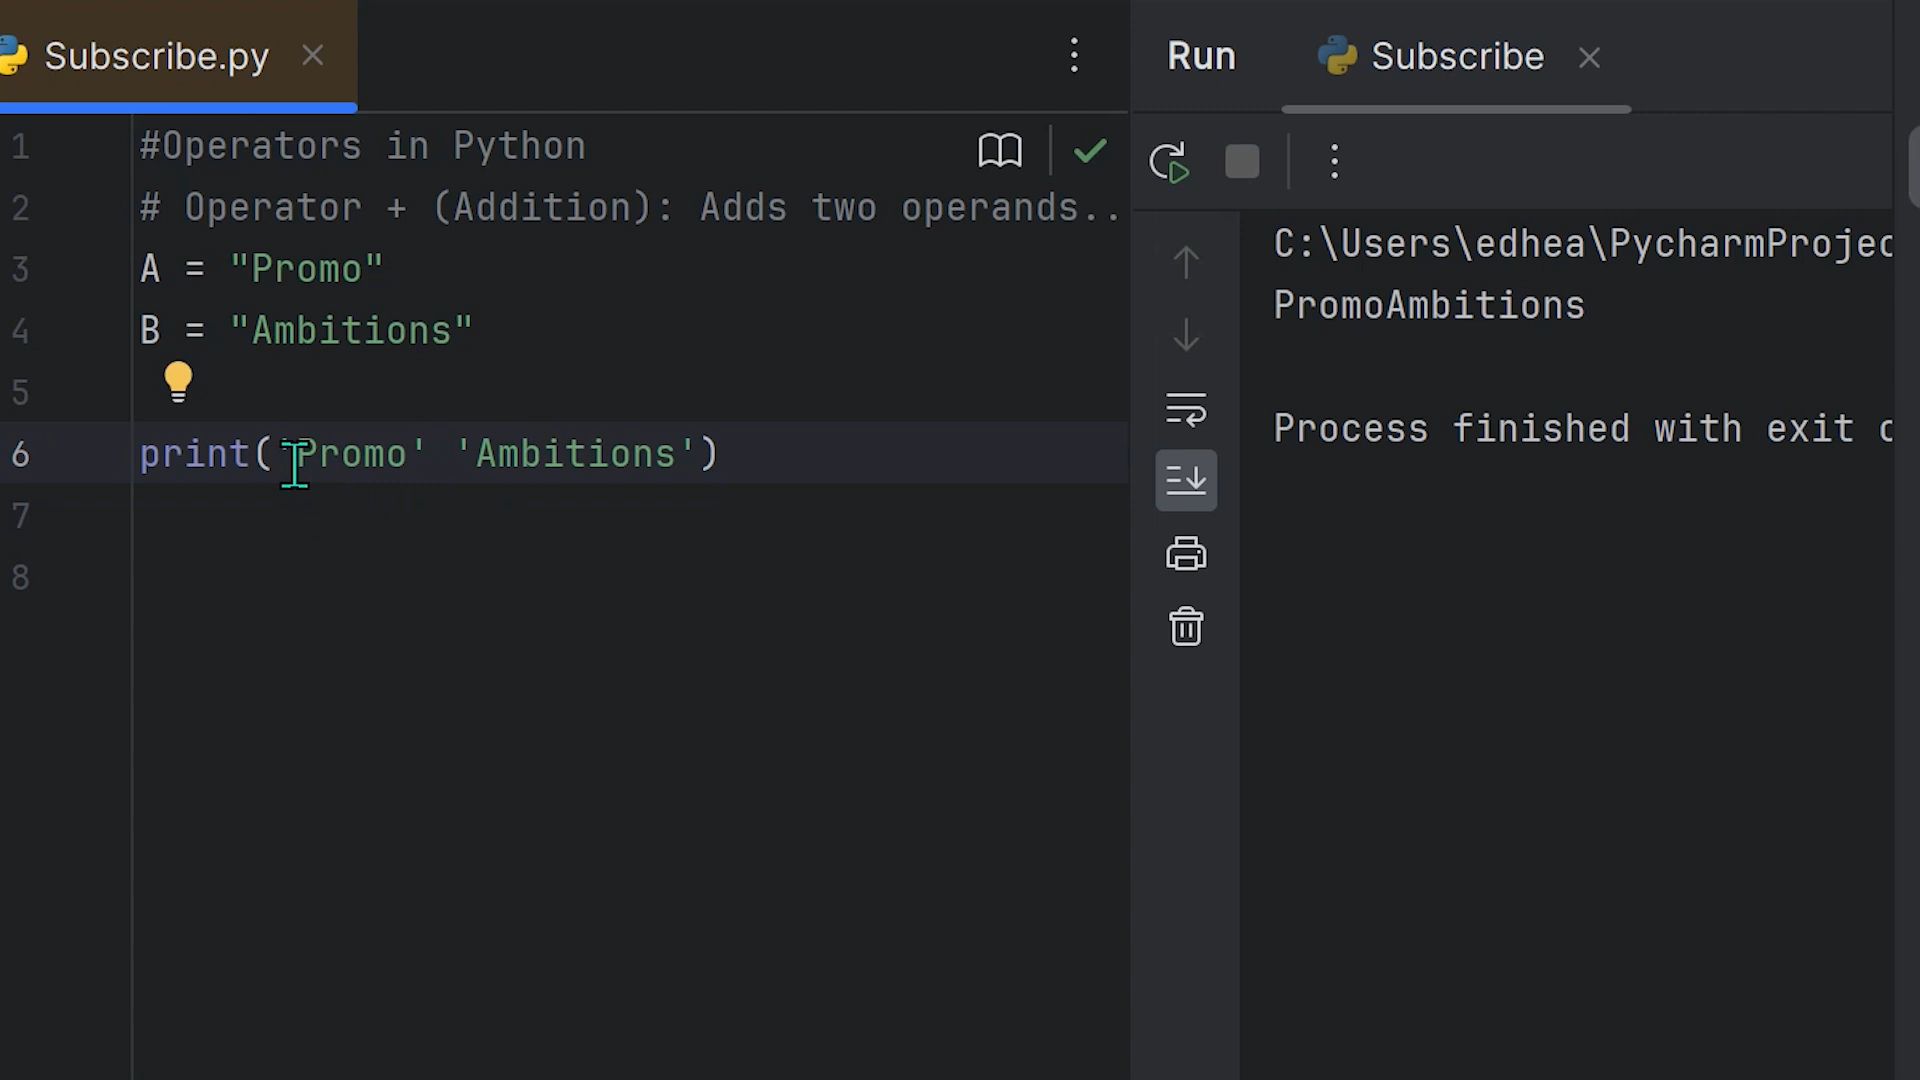 Subscribe.py
Run Subscribe
1 #Operators in Python
2 # Operator + (Addition): Adds two operands..
3 A = "Promo"
4 B = "Ambitions"
5
6 print('Promo' 'Ambitions')
7
8
C:\Users\edhea\PycharmProjec
PromoAmbitions
Process finished with exit c